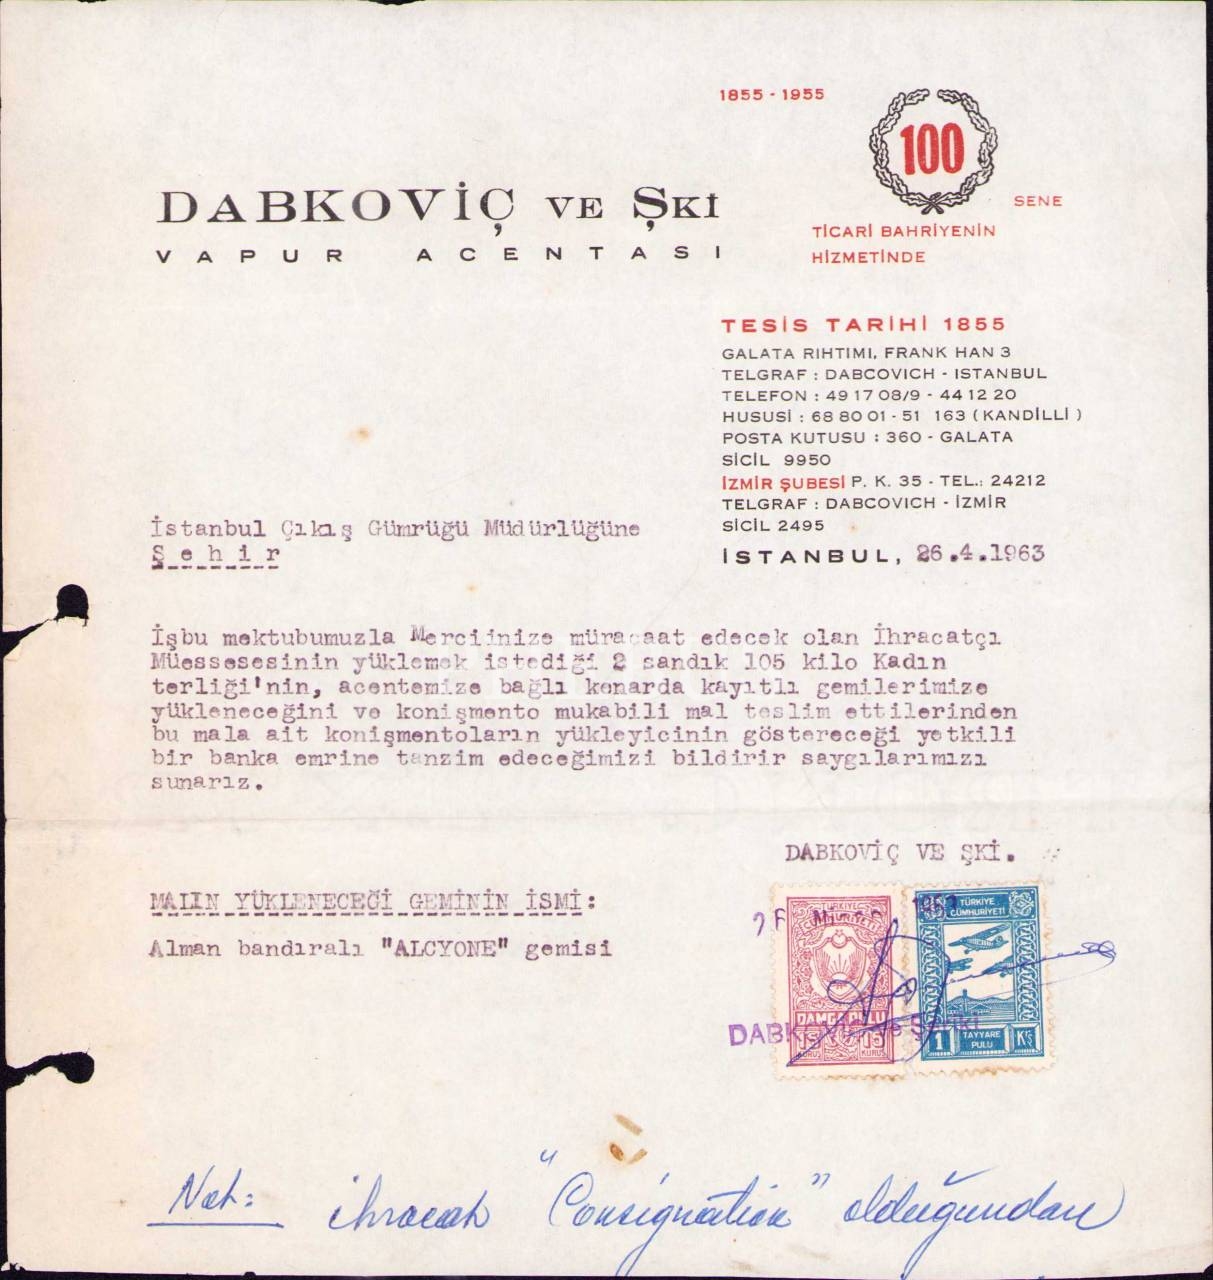 1855 - 1955
100
SENE
TİCARİ BAHRİYENİN
HİZMETİNDE
DABKOVİÇ VE ŞKİ
VAPUR ACENTASI
TESİS TARİHİ 1855
GALATA RIHTIMI, FRANK HAN 3
TELGRAF : DABCOVICH - ISTANBUL
TELEFON : 49 17 08/9 - 44 12 20
HUSUSİ : 68 80 01 - 51 163 (KANDİLLİ)
POSTA KUTUSU : 360 - GALATA
SİCİL 9950
İZMİR ŞUBESİ P. K. 35 - TEL.: 24212
TELGRAF : DABCOVICH - İZMİR
SİCİL 2495
İSTANBUL, 26.4.1963
İstanbul Çıkış Gümrüğü Müdürlüğüne
Şehir
İşbu mektubumuzla Merciinize müracaat edecek olan İhracatçı
Müessesesinin yüklemek istediği 2 sandık 105 kilo Kadın
terliği'nin, acentemize bağlı kenarda kayıtlı gemilerimize
yükleneceğini ve konişmento mukabili mal teslim ettilerinden
bu mala ait konişmentoların yükleyicinin göstereceği yetkili
bir banka emrine tanzim edeceğimizi bildirir saygılarımızı
sunarız.
DABKOVİÇ VE ŞKİ.
MALIN YÜKLENECEĞİ GEMİNİN İSMİ:
Alman bandıralı "ALCYONE" gemisi
TÜRKİYE
CUMHURİYETİ
DAMGA PULU
15 15
KURUŞ KURUŞ
TÜRKİYE
CUMHURİYETİ
1 TAYYARE PULU KRŞ
Not: ihracat "Consignation" olduğundan